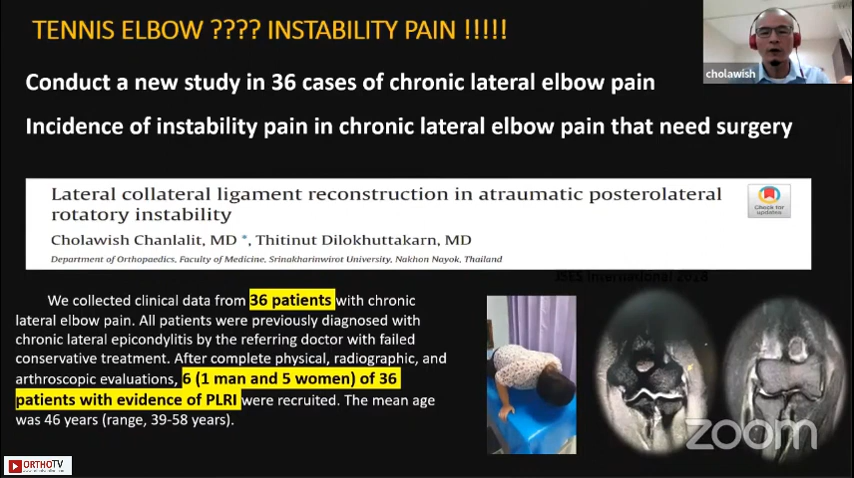 TENNIS ELBOW ???? INSTABILITY PAIN !!!!!
cholawish
Conduct a new study in 36 cases of chronic lateral elbow pain
Incidence of instability pain in chronic lateral elbow pain that need surgery
Lateral collateral ligament reconstruction in atraumatic posterolateral
rotatory instability
Check for
updates
Cholawish Chanlalit, MD *, Thitinut Dilokhuttakarn, MD
Department of Orthopaedics, Faculty of Medicine, Srinakharinwirot University, Nakhon Nayok, Thailand
JSES International 2018
We collected clinical data from 36 patients with chronic
lateral elbow pain. All patients were previously diagnosed with
chronic lateral epicondylitis by the referring doctor with failed
conservative treatment. After complete physical, radiographic, and
arthroscopic evaluations, 6 (1 man and 5 women) of 36
patients with evidence of PLRI were recruited. The mean age
was 46 years (range, 39-58 years).
zoom
ORTHOTV